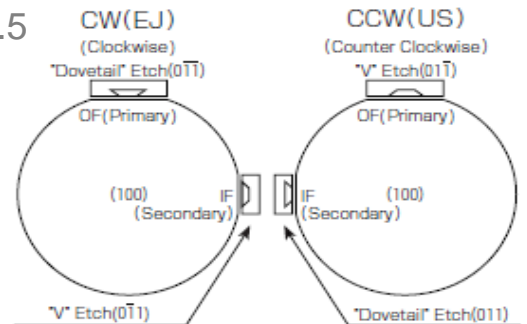 .5
CW(EJ)
(Clockwise)
"Dovetail" Etch(01̅1̅)
OF(Primary)
(100)
IF
(Secondary)
"V" Etch(01̅1)
CCW(US)
(Counter Clockwise)
"V" Etch(011̅)
OF(Primary)
IF
(Secondary)
(100)
"Dovetail" Etch(011)